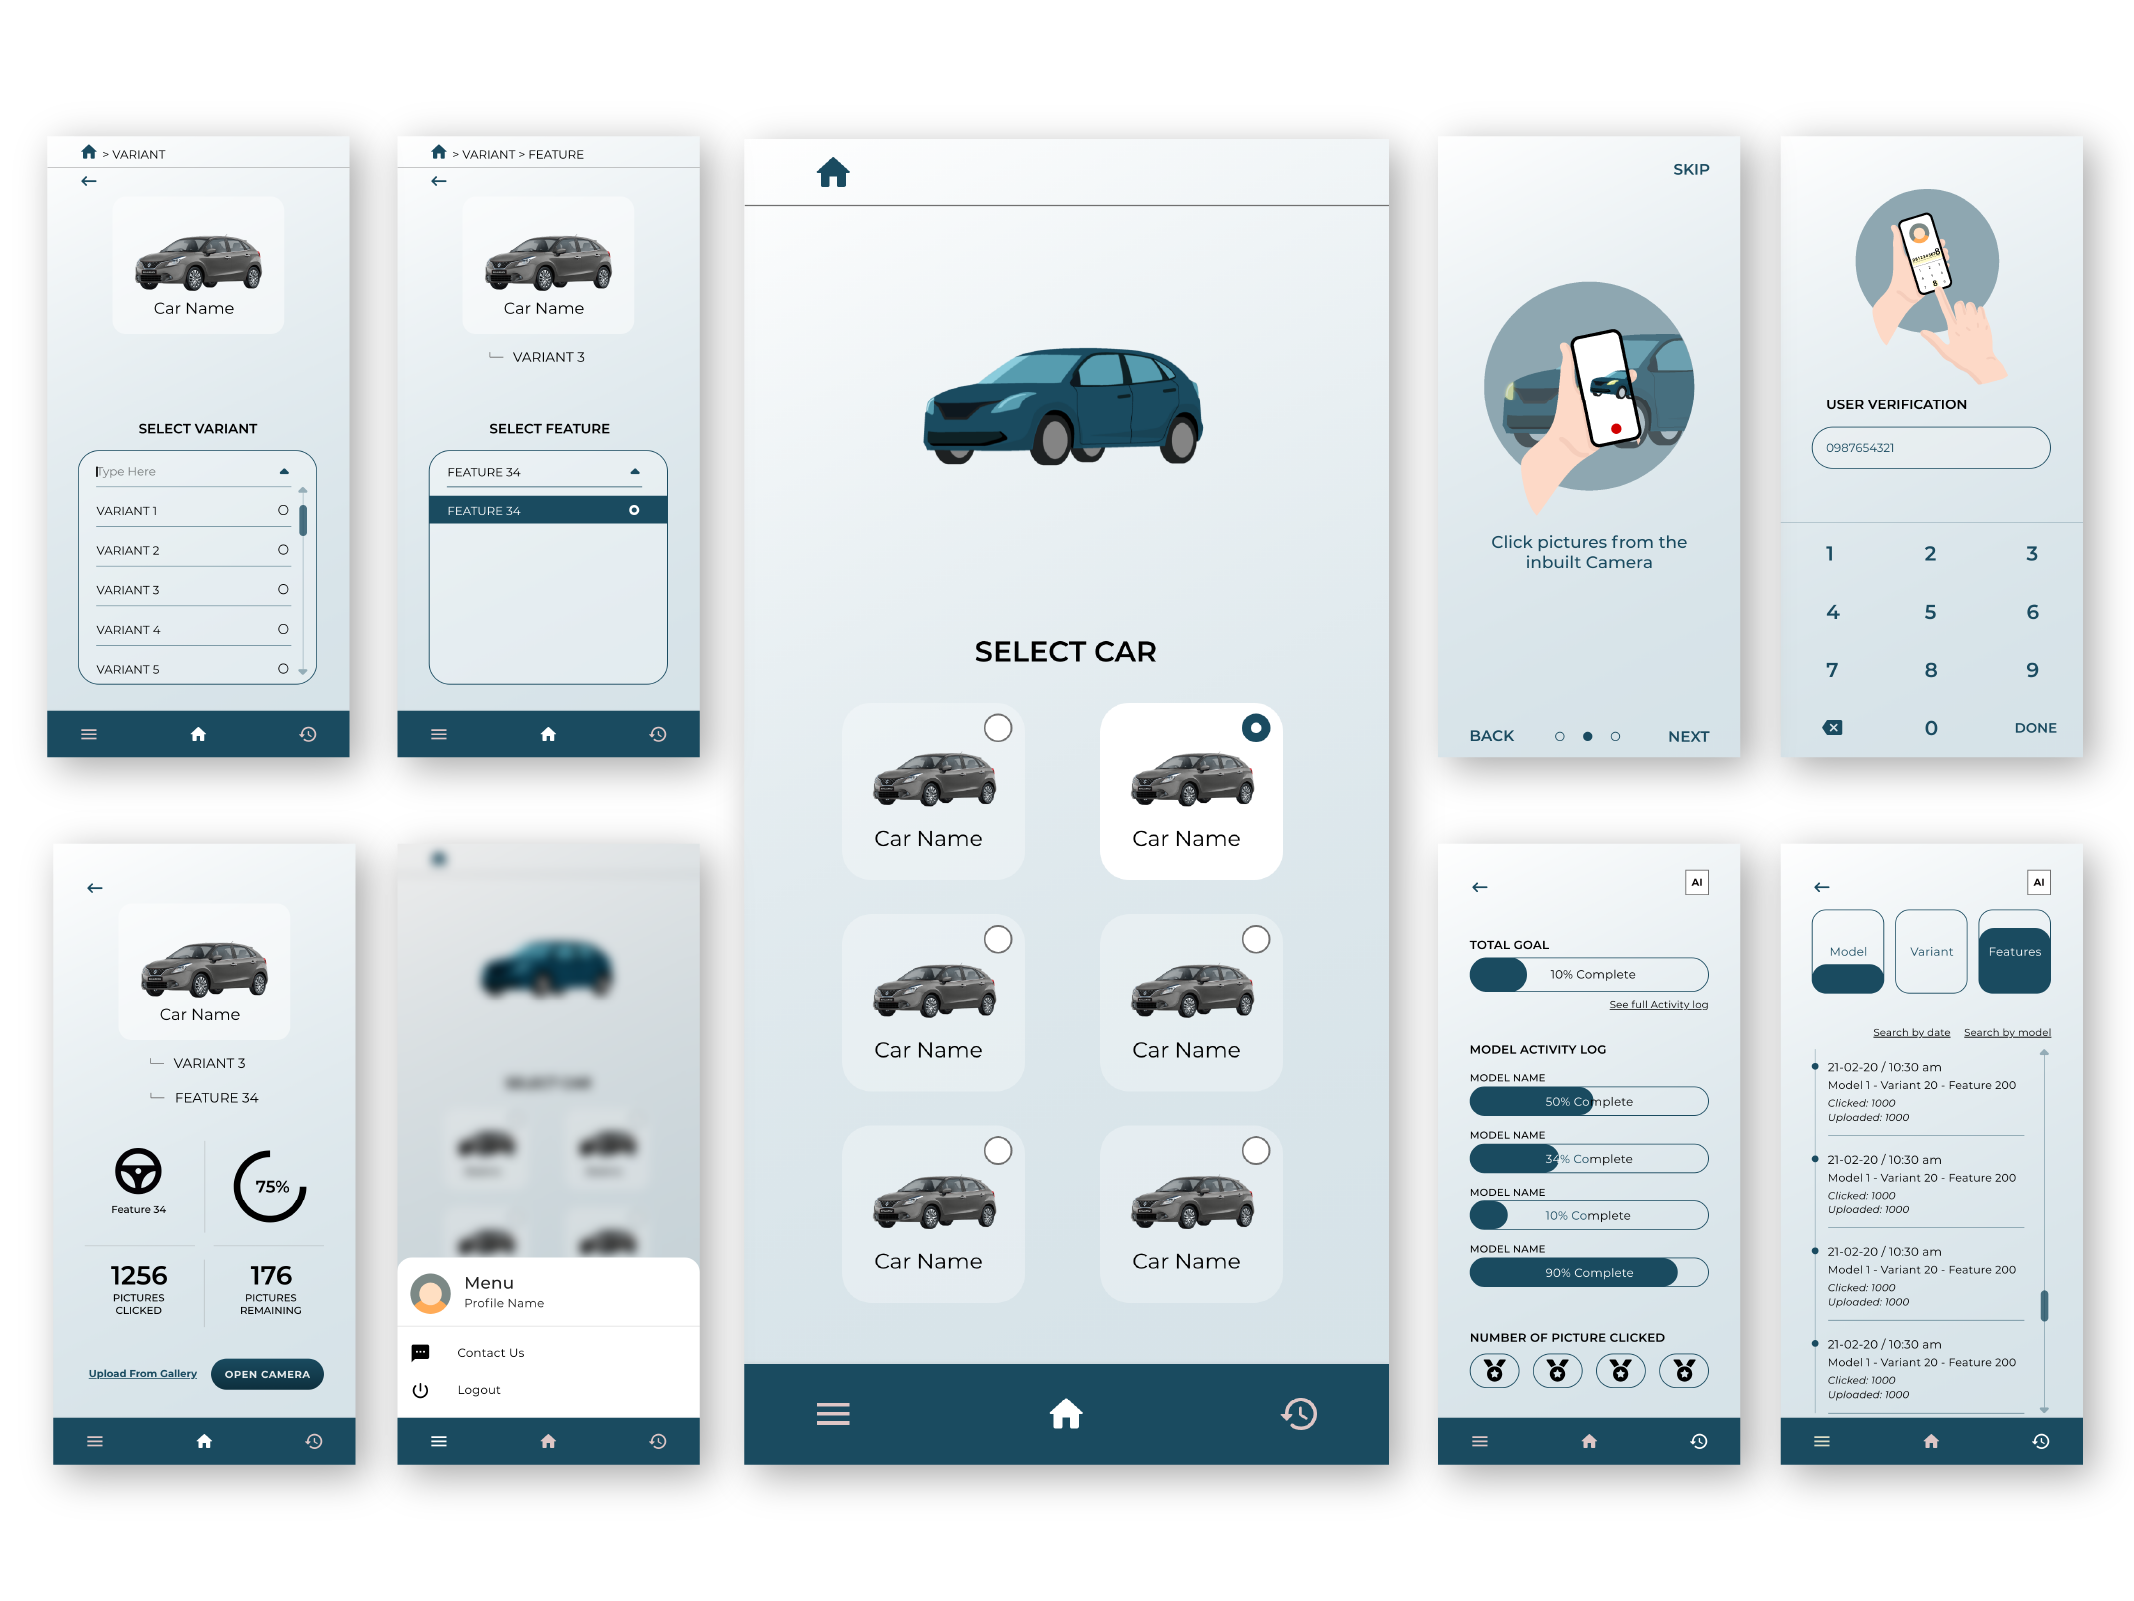 > VARIANT
Car Name
SELECT VARIANT
Type Here
VARIANT 1
VARIANT 2
VARIANT 3
VARIANT 4
VARIANT 5
> VARIANT > FEATURE
Car Name
VARIANT 3
SELECT FEATURE
FEATURE 34
FEATURE 34
SELECT CAR
Car Name
Car Name
Car Name
Car Name
Car Name
Car Name
SKIP
Click pictures from the
inbuilt Camera
BACK
NEXT
USER VERIFICATION
0987654321
1 2 3
4 5 6
7 8 9
0 DONE
Car Name
VARIANT 3
FEATURE 34
Feature 34
75%
1256
PICTURES
CLICKED
176
PICTURES
REMAINING
Upload From Gallery
OPEN CAMERA
SELECT CAR
Menu
Profile Name
Contact Us
Logout
AI
TOTAL GOAL
10% Complete
See full Activity log
MODEL ACTIVITY LOG
MODEL NAME
50% Complete
MODEL NAME
34% Complete
MODEL NAME
10% Complete
MODEL NAME
90% Complete
NUMBER OF PICTURE CLICKED
AI
Model Variant Features
Search by date Search by model
21-02-20 / 10:30 am
Model 1 - Variant 20 - Feature 200
Clicked: 1000
Uploaded: 1000
21-02-20 / 10:30 am
Model 1 - Variant 20 - Feature 200
Clicked: 1000
Uploaded: 1000
21-02-20 / 10:30 am
Model 1 - Variant 20 - Feature 200
Clicked: 1000
Uploaded: 1000
21-02-20 / 10:30 am
Model 1 - Variant 20 - Feature 200
Clicked: 1000
Uploaded: 1000